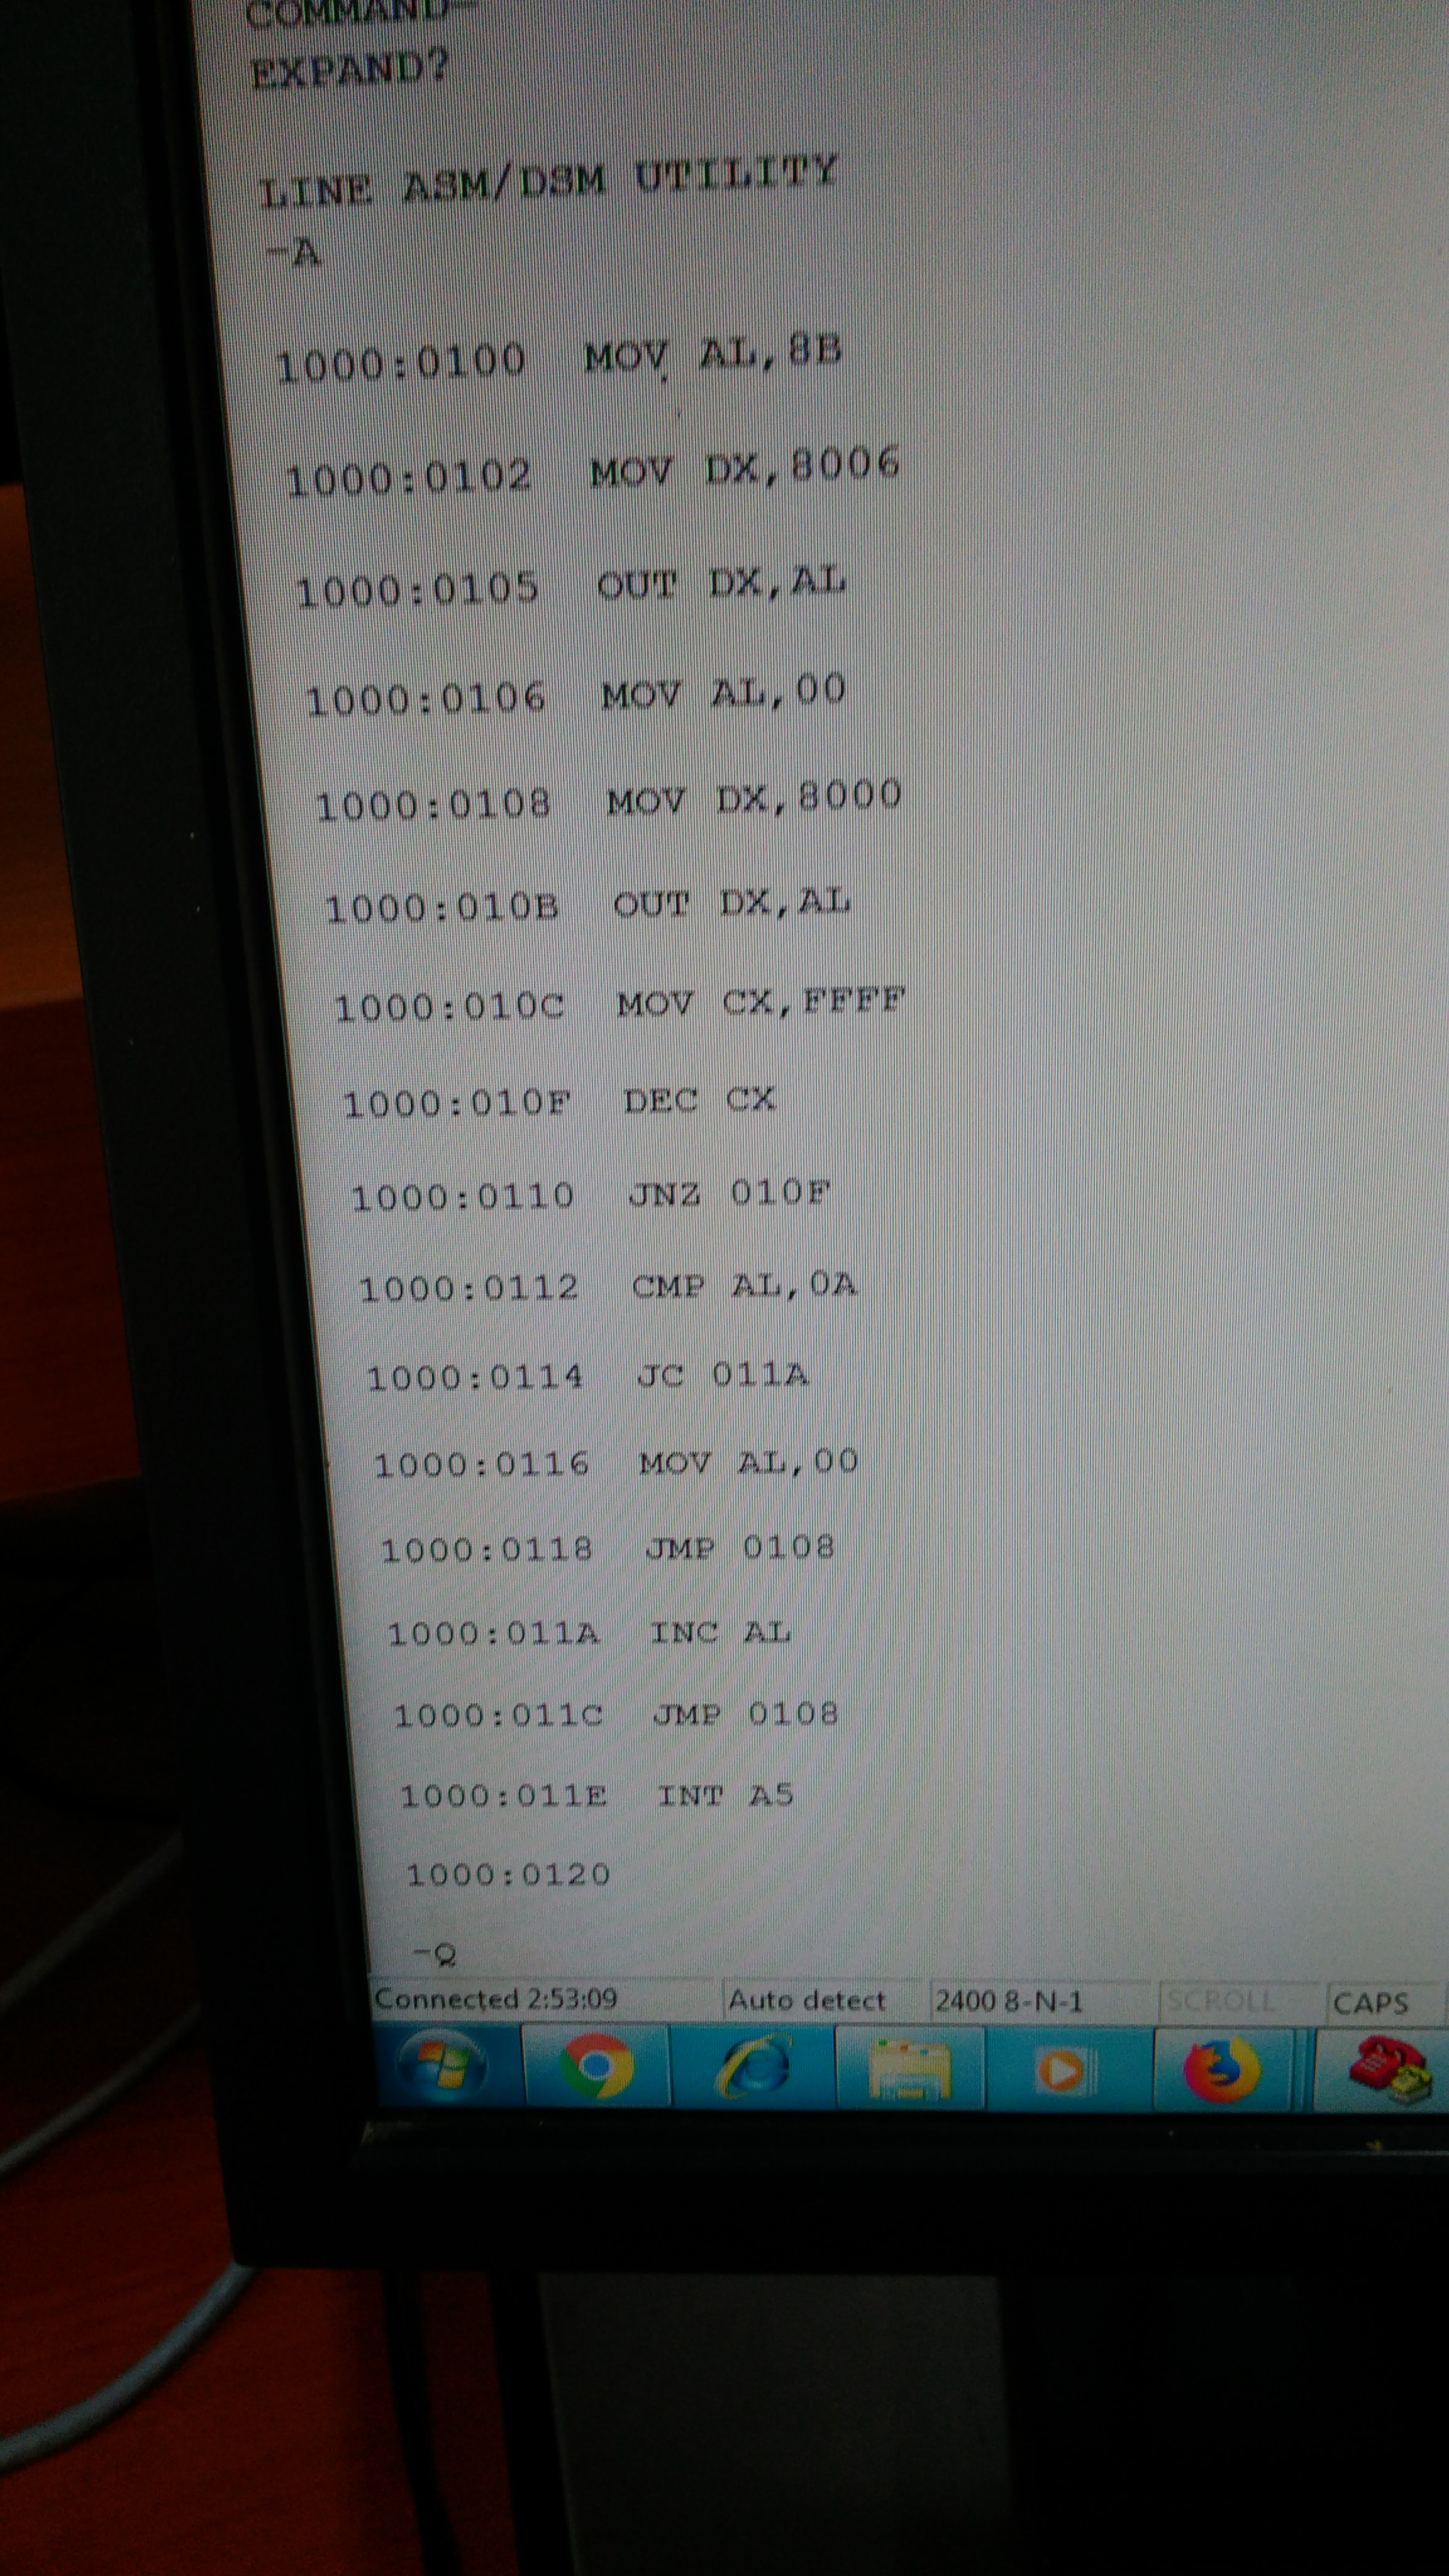 COMMAND-
EXPAND?
LINE ASM/DSM UTILITY
-A
1000:0100 MOV AL,8B
1000:0102 MOV DX,8006
1000:0105 OUT DX,AL
1000:0106 MOV AL,00
1000:0108 MOV DX,8000
1000:010B OUT DX,AL
1000:010C MOV CX,FFFF
1000:010F DEC CX
1000:0110 JNZ 010F
1000:0112 CMP AL,0A
1000:0114 JC 011A
1000:0116 MOV AL,00
1000:0118 JMP 0108
1000:011A INC AL
1000:011C JMP 0108
1000:011E INT A5
1000:0120
-Q
Connected 2:53:09 Auto detect 2400 8-N-1 SCROLL CAPS